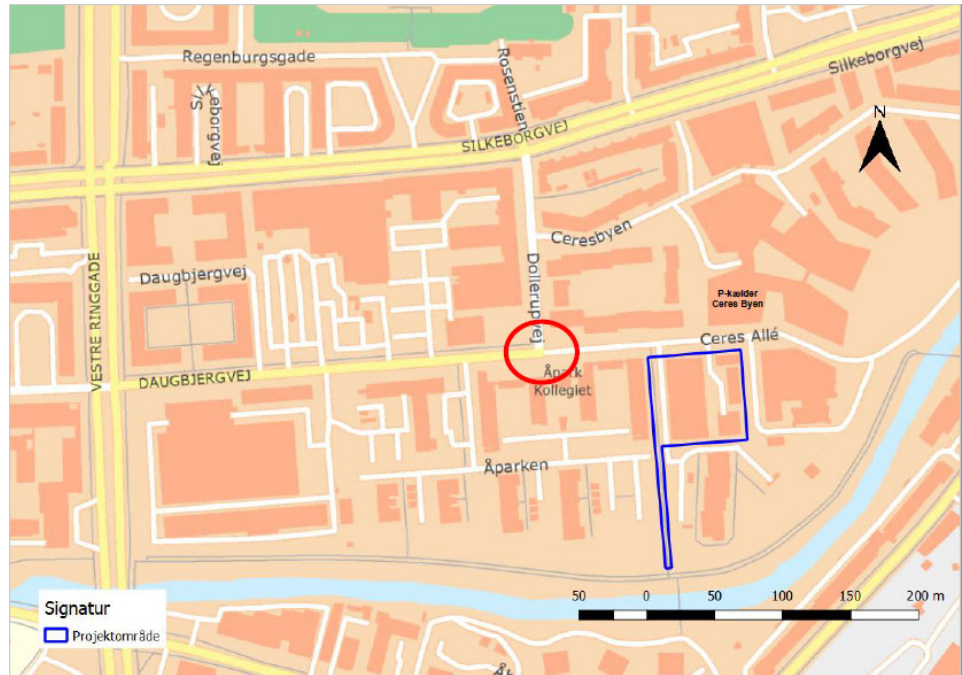 Regenburgsgade
Rosenstien
Silkeborgvej
S
eborgvej
SILKEBORGVEJ
N
Ceresbyen
Daugbjergvej
Dollerupvej
P-kælder
Ceres Byen
VESTRE RINGGADE
Ceres Allé
DAUGBJERGVEJ
Åpark
Kollegiet
Åparken
50 0 50 100 150 200 m
Signatur
Projektområde